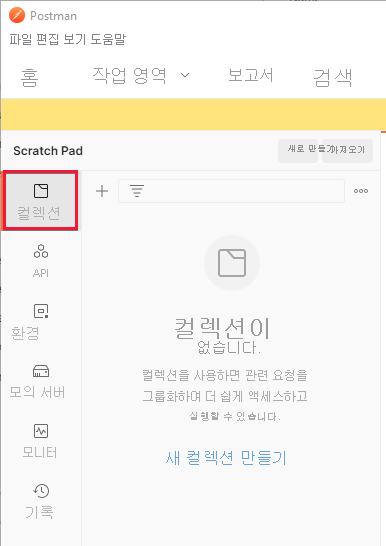 Postman
파일 편집 보기 도움말
홈 작업 영역 보고서 검색
Scratch Pad 새로 만들기 가져오기
컬렉션
API
환경
모의 서버
모니터
기록
컬렉션이
없습니다.
컬렉션을 사용하면 관련 요청을
그룹화하여 더 쉽게 액세스하고
실행할 수 있습니다.
새 컬렉션 만들기